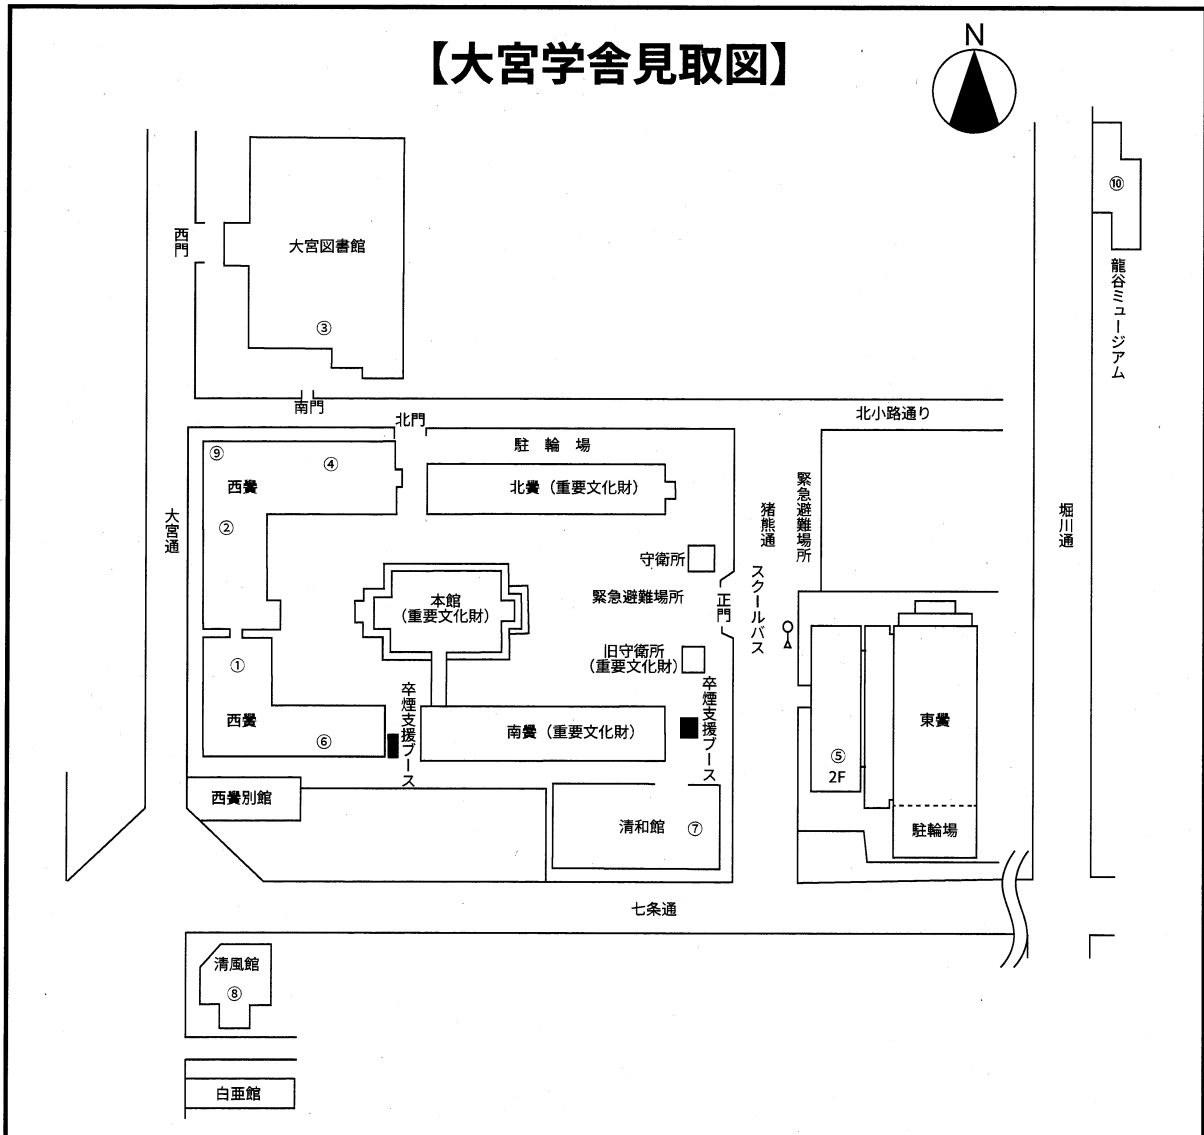 【大宮学舎見取図】
N
⑩
西門
大宮図書館
龍谷ミュージアム
③
南門
北小路通り
北門
駐 輪 場
⑨
④
西黌
北黌（重要文化財）
緊急避難場所
猪熊通
堀川通
大宮通
②
守衛所
スクールバス
本館
（重要文化財）
緊急避難場所
正門
旧守衛所
（重要文化財）
①
卒煙支援ブース
卒煙支援ブース
西黌
南黌（重要文化財）
東黌
⑥
⑤
2F
西黌別館
清和館
⑦
駐輪場
七条通
清風館
⑧
白亜館